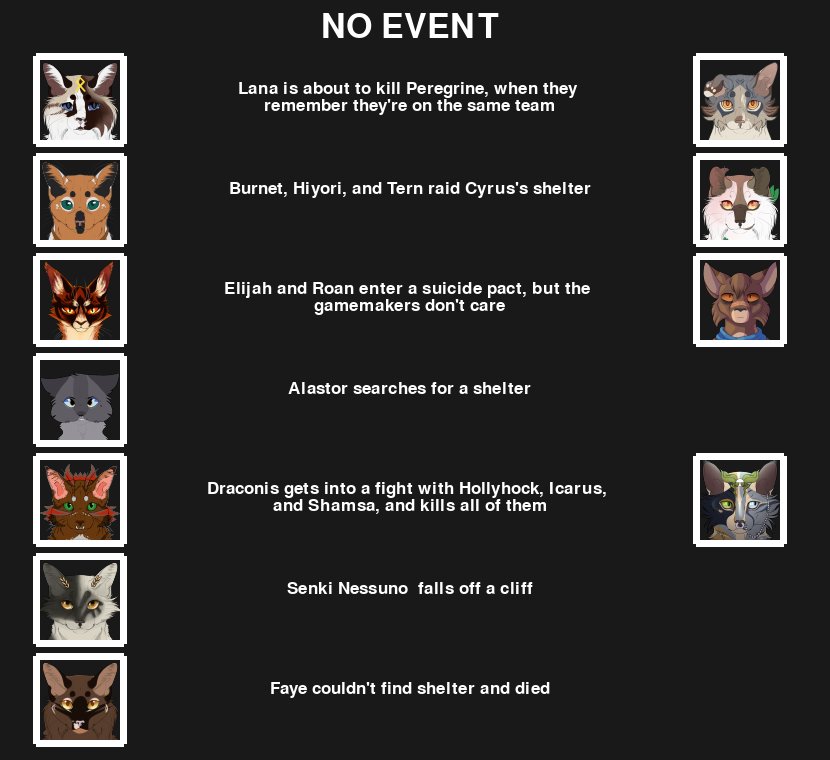 NO EVENT
Lana is about to kill Peregrine, when they
remember they're on the same team
Burnet, Hiyori, and Tern raid Cyrus's shelter
Elijah and Roan enter a suicide pact, but the
gamemakers don't care
Alastor searches for a shelter
Draconis gets into a fight with Hollyhock, Icarus,
and Shamsa, and kills all of them
Senki Nessuno  falls off a cliff
Faye couldn't find shelter and died